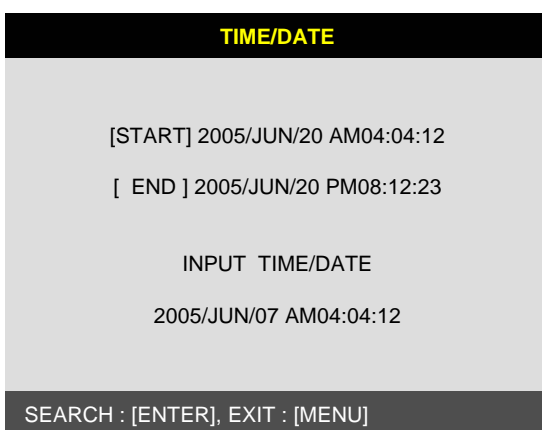 TIME/DATE
[START] 2005/JUN/20 AM04:04:12
[ END ] 2005/JUN/20 PM08:12:23
INPUT TIME/DATE
2005/JUN/07 AM04:04:12
SEARCH : [ENTER], EXIT : [MENU]